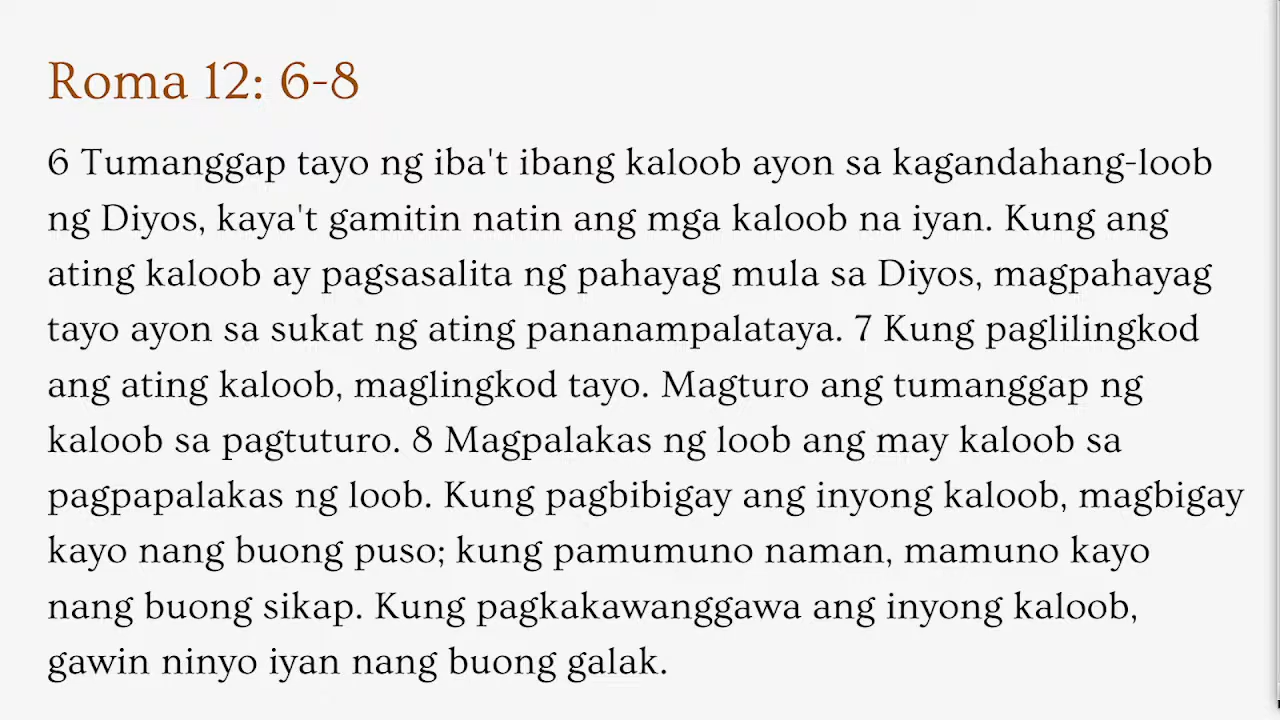 Roma 12: 6-8
6 Tumanggap tayo ng iba't ibang kaloob ayon sa kagandahang-loob
ng Diyos, kaya't gamitin natin ang mga kaloob na iyan. Kung ang
ating kaloob ay pagsasalita ng pahayag mula sa Diyos, magpahayag
tayo ayon sa sukat ng ating pananampalataya. 7 Kung paglilingkod
ang ating kaloob, maglingkod tayo. Magturo ang tumanggap ng
kaloob sa pagtuturo. 8 Magpalakas ng loob ang may kaloob sa
pagpapalakas ng loob. Kung pagbibigay ang inyong kaloob, magbigay
kayo nang buong puso; kung pamumuno naman, mamuno kayo
nang buong sikap. Kung pagkakawanggawa ang inyong kaloob,
gawin ninyo iyan nang buong galak.